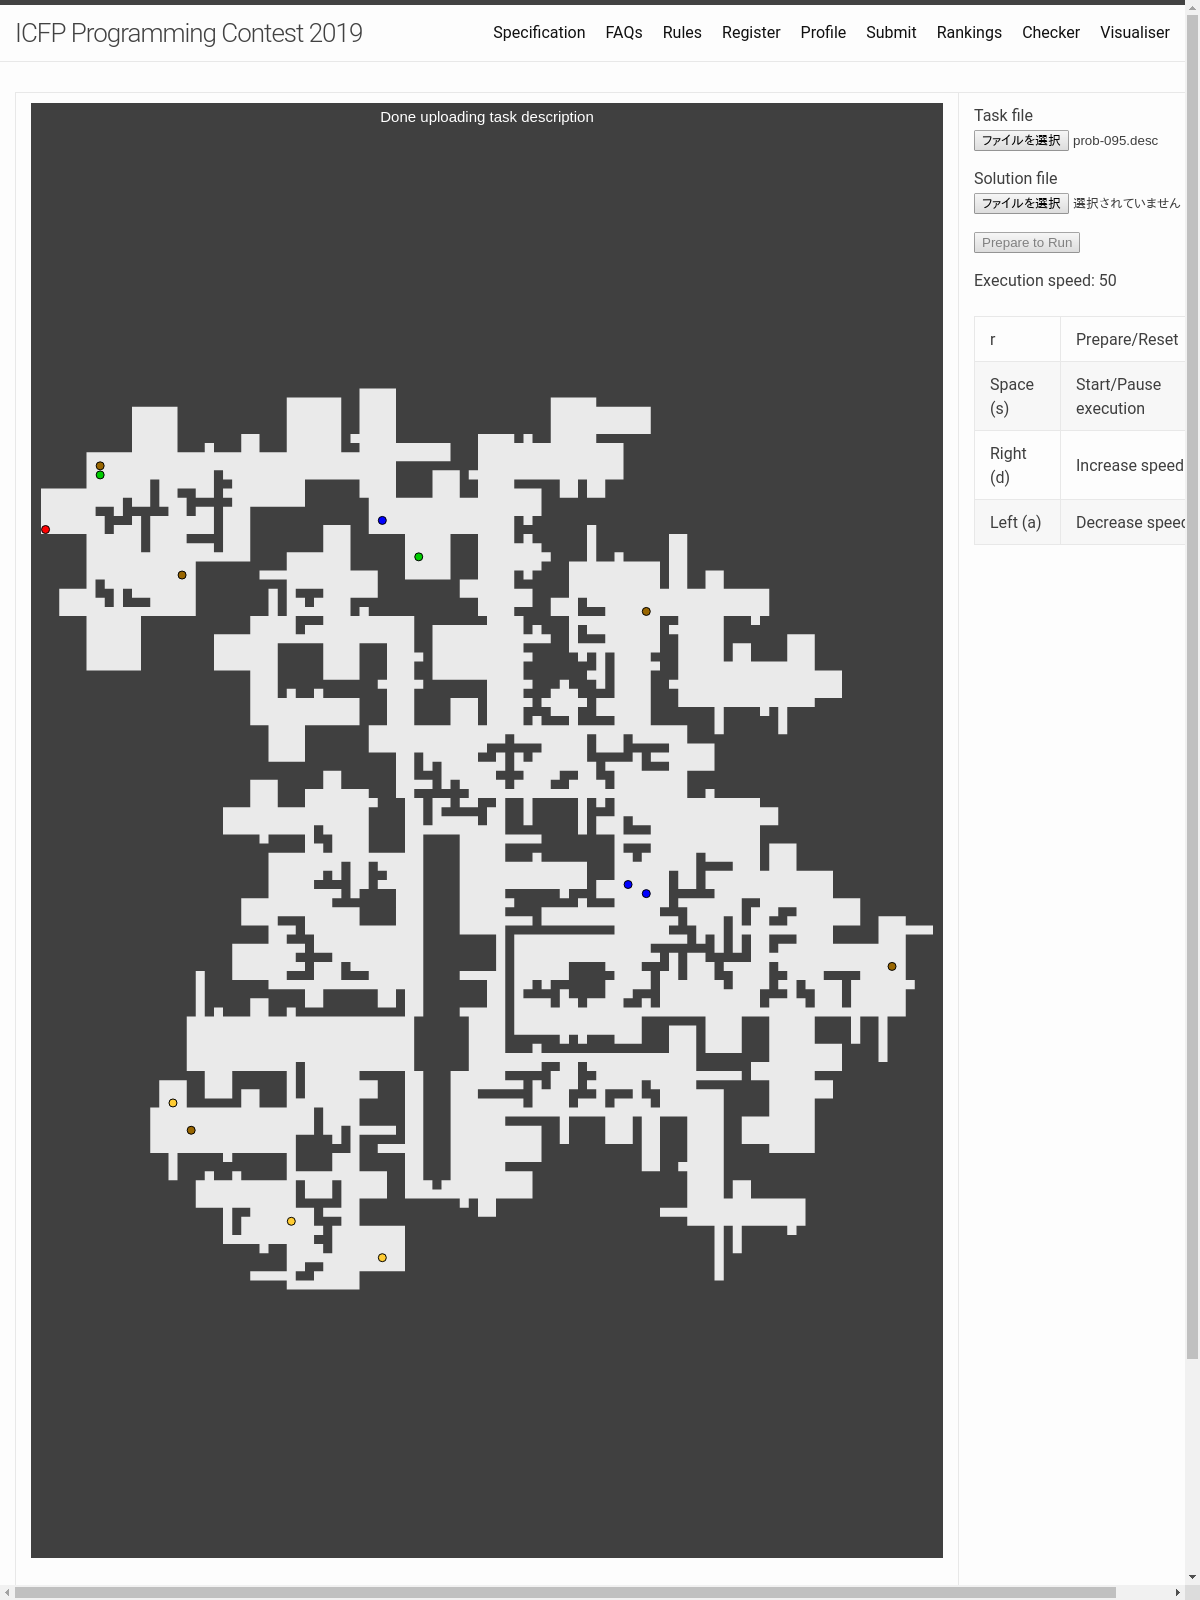 ICFP Programming Contest 2019
Specification FAQs Rules Register Profile Submit Rankings Checker Visualiser
Done uploading task description
Task file
ファイルを選択 prob-095.desc
Solution file
ファイルを選択 選択されていません
Prepare to Run
Execution speed: 50
r Prepare/Reset
Space (s) Start/Pause execution
Right (d) Increase speed
Left (a) Decrease speed